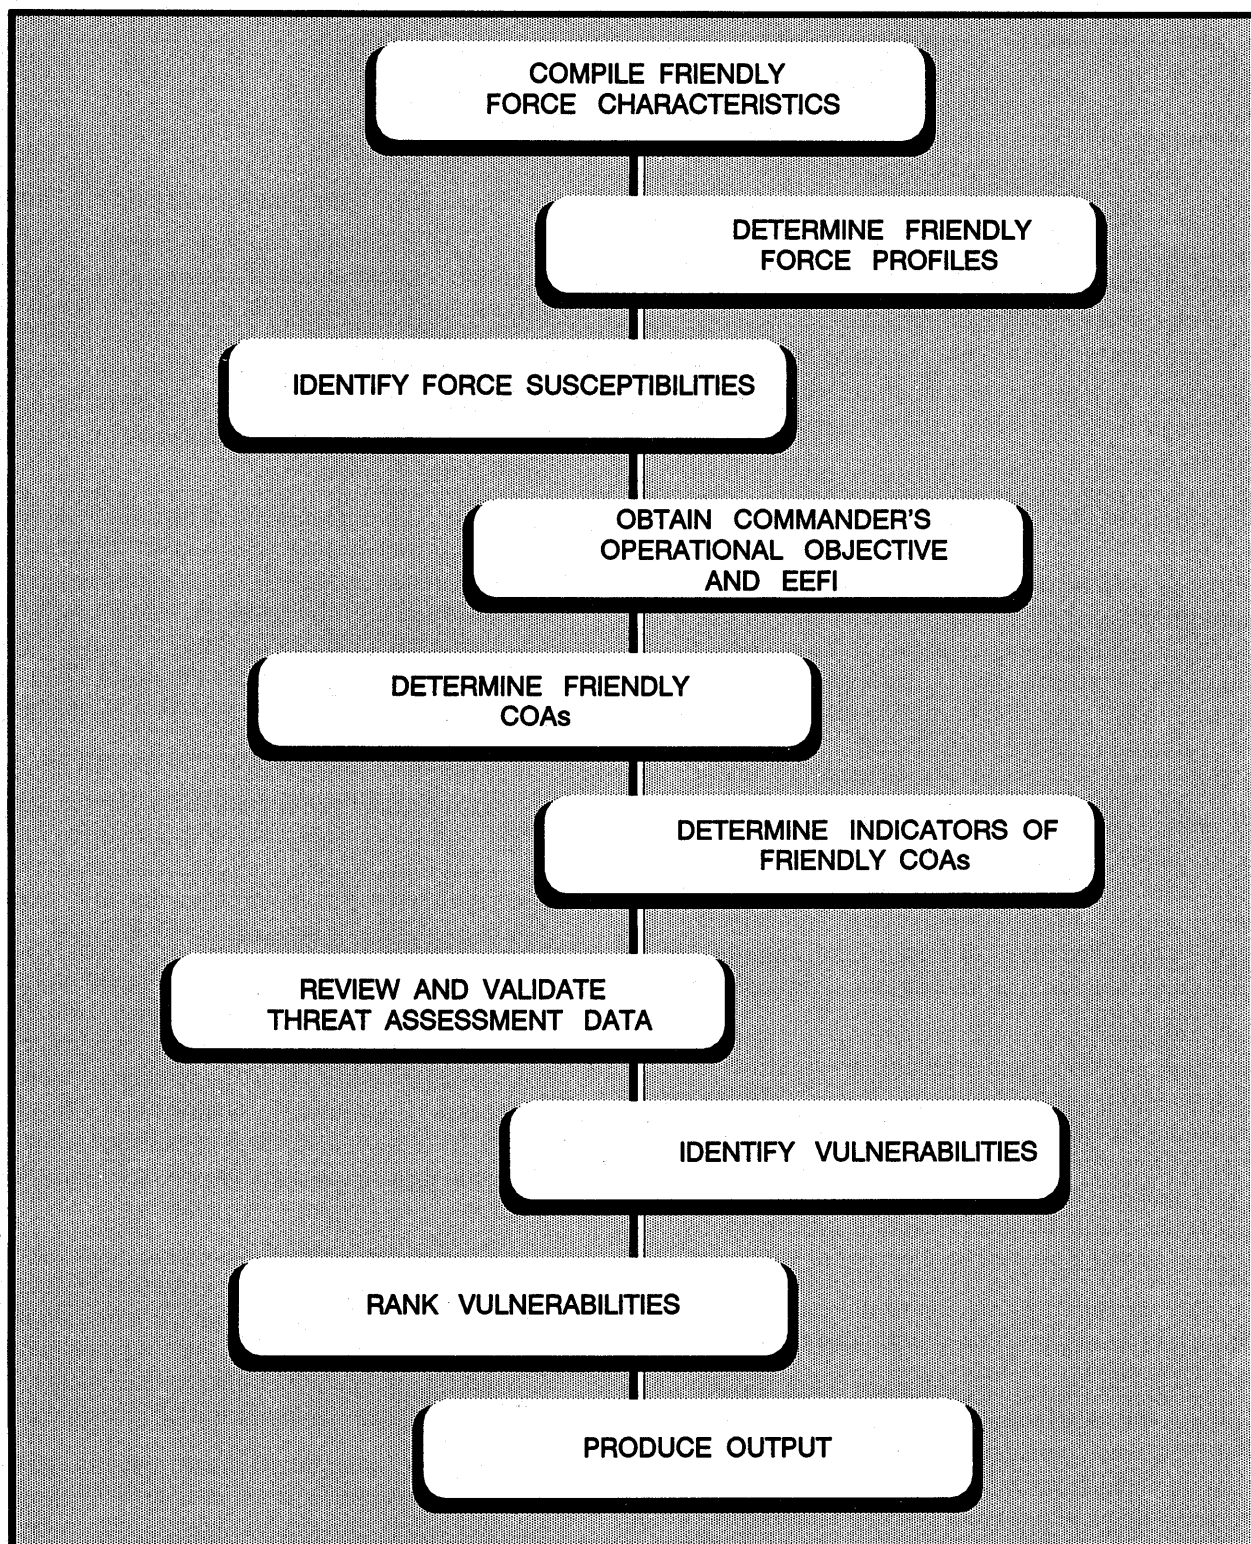 COMPILE FRIENDLY
FORCE CHARACTERISTICS
DETERMINE FRIENDLY
FORCE PROFILES
IDENTIFY FORCE SUSCEPTIBILITIES
OBTAIN COMMANDER'S
OPERATIONAL OBJECTIVE
AND EEFI
DETERMINE FRIENDLY
COAs
DETERMINE INDICATORS OF
FRIENDLY COAs
REVIEW AND VALIDATE
THREAT ASSESSMENT DATA
IDENTIFY VULNERABILITIES
RANK VULNERABILITIES
PRODUCE OUTPUT